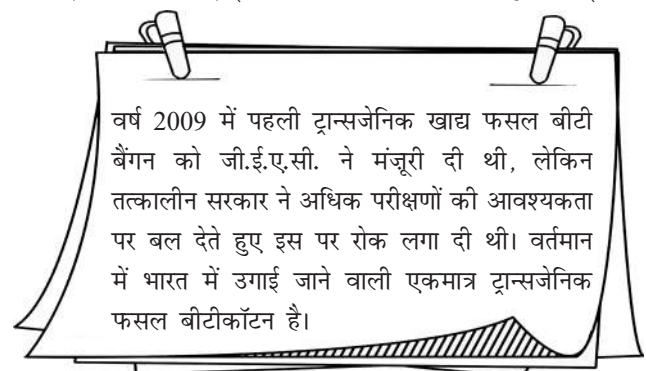 वर्ष 2009 में पहली ट्रान्सजेनिक खाद्य फसल बीटी
बैंगन को जी.ई.ए.सी. ने मंज़ूरी दी थी, लेकिन
तत्कालीन सरकार ने अधिक परीक्षणों की आवश्यकता
पर बल देते हुए इस पर रोक लगा दी थी। वर्तमान
में भारत में उगाई जाने वाली एकमात्र ट्रान्सजेनिक
फसल बीटीकॉटन है।